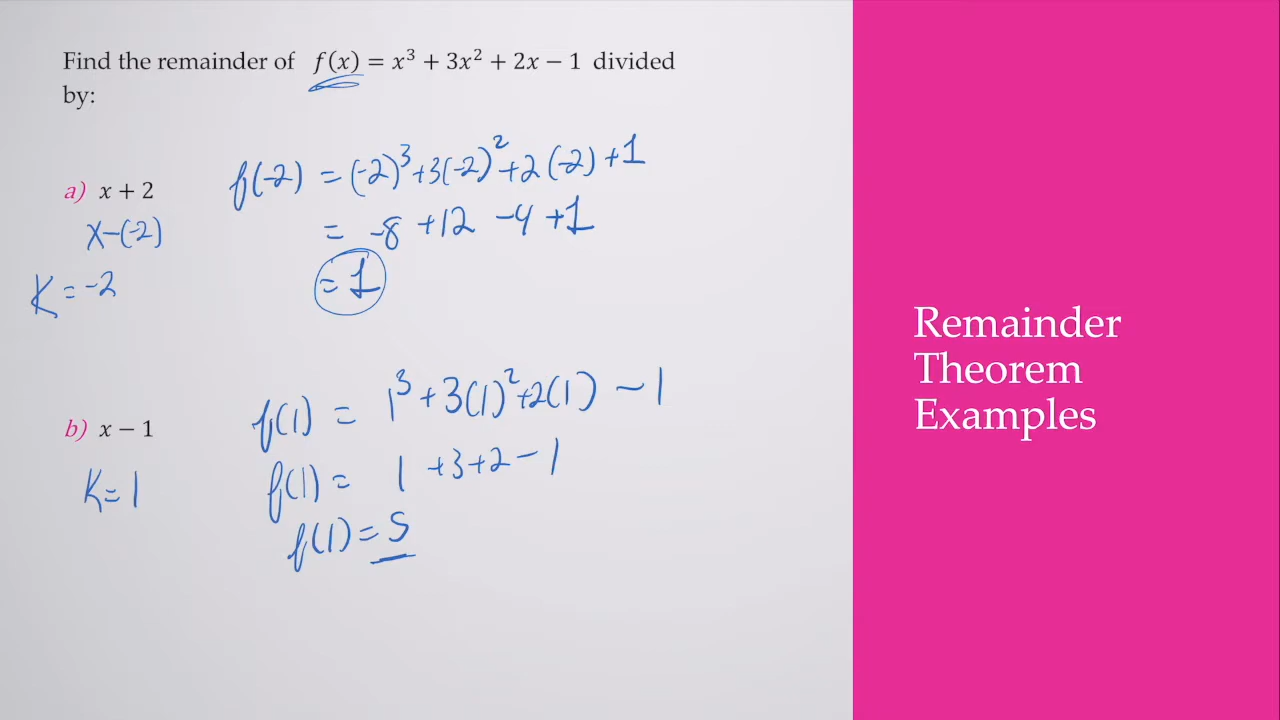 Find the remainder of f(x) = x³ + 3x² + 2x − 1 divided
by:
a) x + 2
x−(-2)
K = -2
f(-2) = (-2)³ +3(-2)² +2(-2) +1
= -8 +12 -4 +1
= 1
b) x − 1
K = 1
f(1) = 1³ + 3(1)² +2(1) − 1
f(1) = 1 +3 +2 − 1
f(1) = 5
Remainder
Theorem
Examples